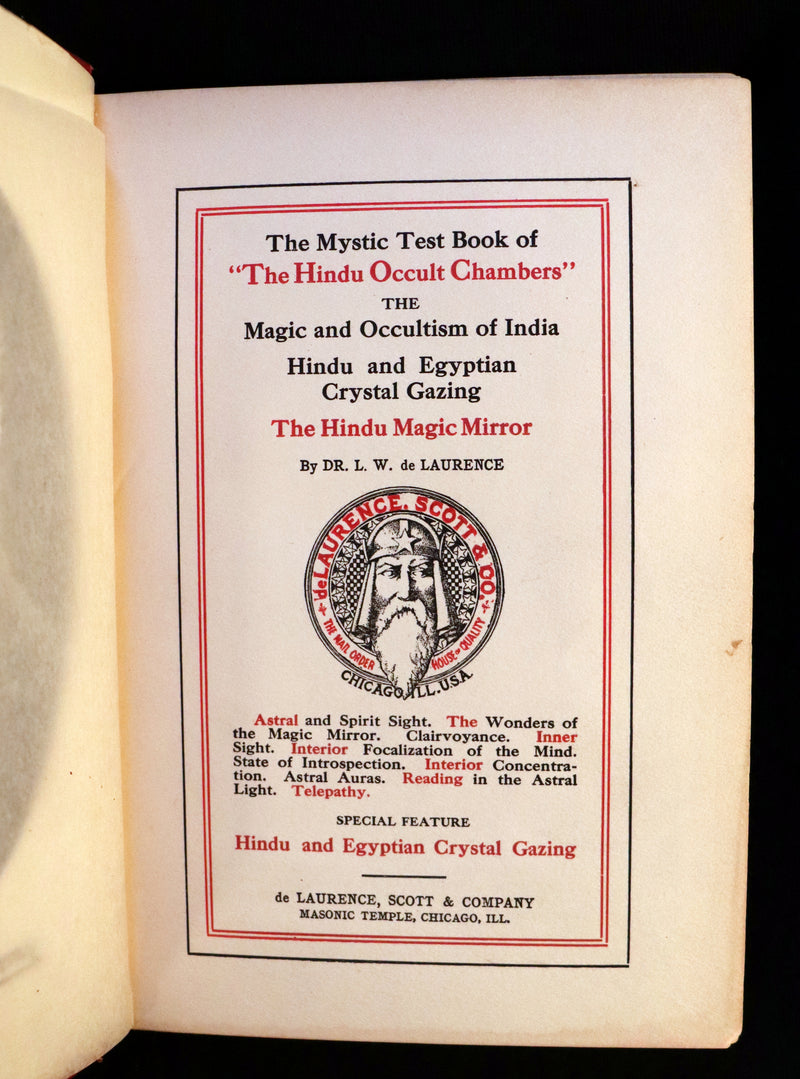 The Mystic Test Book of
“The Hindu Occult Chambers”
THE
Magic and Occultism of India
Hindu and Egyptian
Crystal Gazing
The Hindu Magic Mirror
By DR. L. W. de LAURENCE
deLAURENCE, SCOTT & CO.
THE MAIL ORDER HOUSE OF QUALITY
CHICAGO, ILL. U.S.A.
Astral and Spirit Sight. The Wonders of
the Magic Mirror. Clairvoyance. Inner
Sight. Interior Focalization of the Mind.
State of Introspection. Interior Concentra-
tion. Astral Auras. Reading in the Astral
Light. Telepathy.
SPECIAL FEATURE
Hindu and Egyptian Crystal Gazing
de LAURENCE, SCOTT & COMPANY
MASONIC TEMPLE, CHICAGO, ILL.